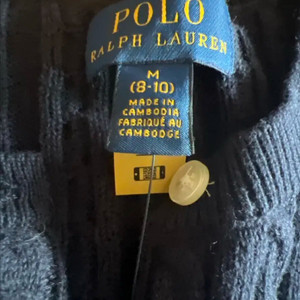 POLO
RALPH LAUREN
M
(8-10)
MADE IN
CAMBODIA
FABRIQUÉ AU
CAMBODGE